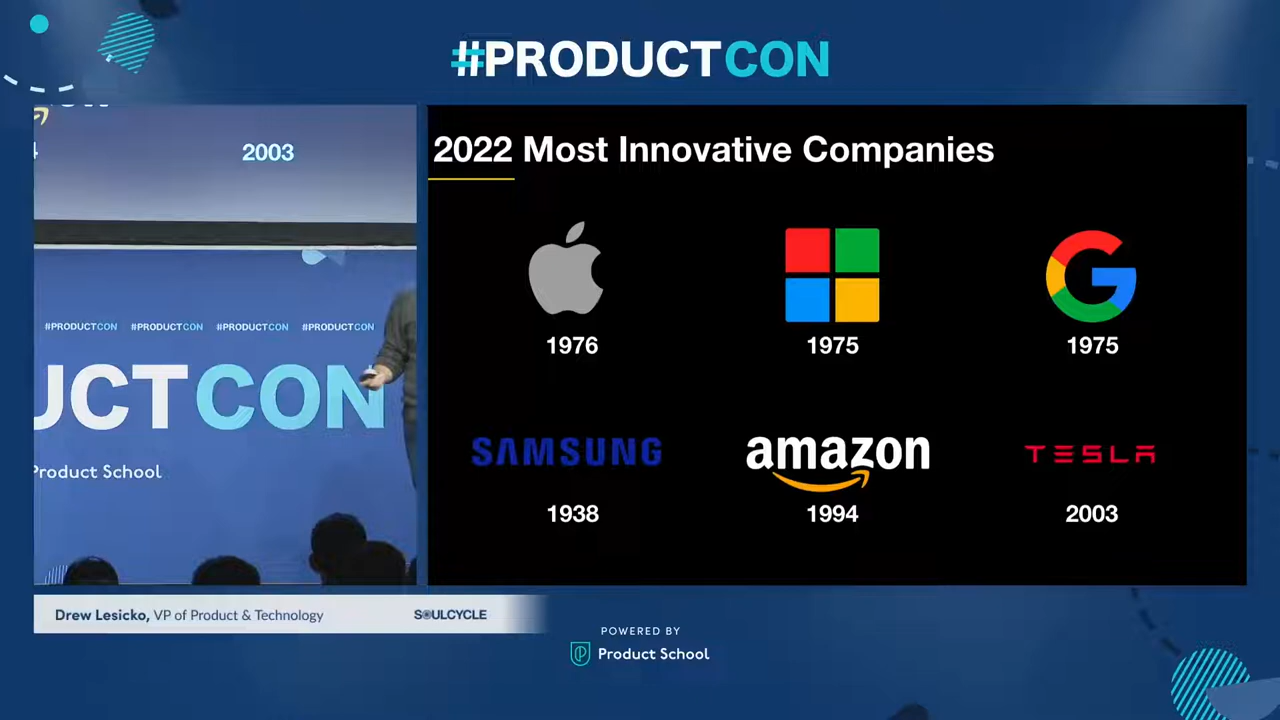 #PRODUCTCON
2003
#PRODUCTCON #PRODUCTCON #PRODUCTCON #PRODUCTCON
UCTCON
Product School
2022 Most Innovative Companies
1976
1975
1975
SAMSUNG
amazon
TESLA
1938
1994
2003
Drew Lesicko, VP of Product & Technology
SOULCYCLE
POWERED BY
Product School